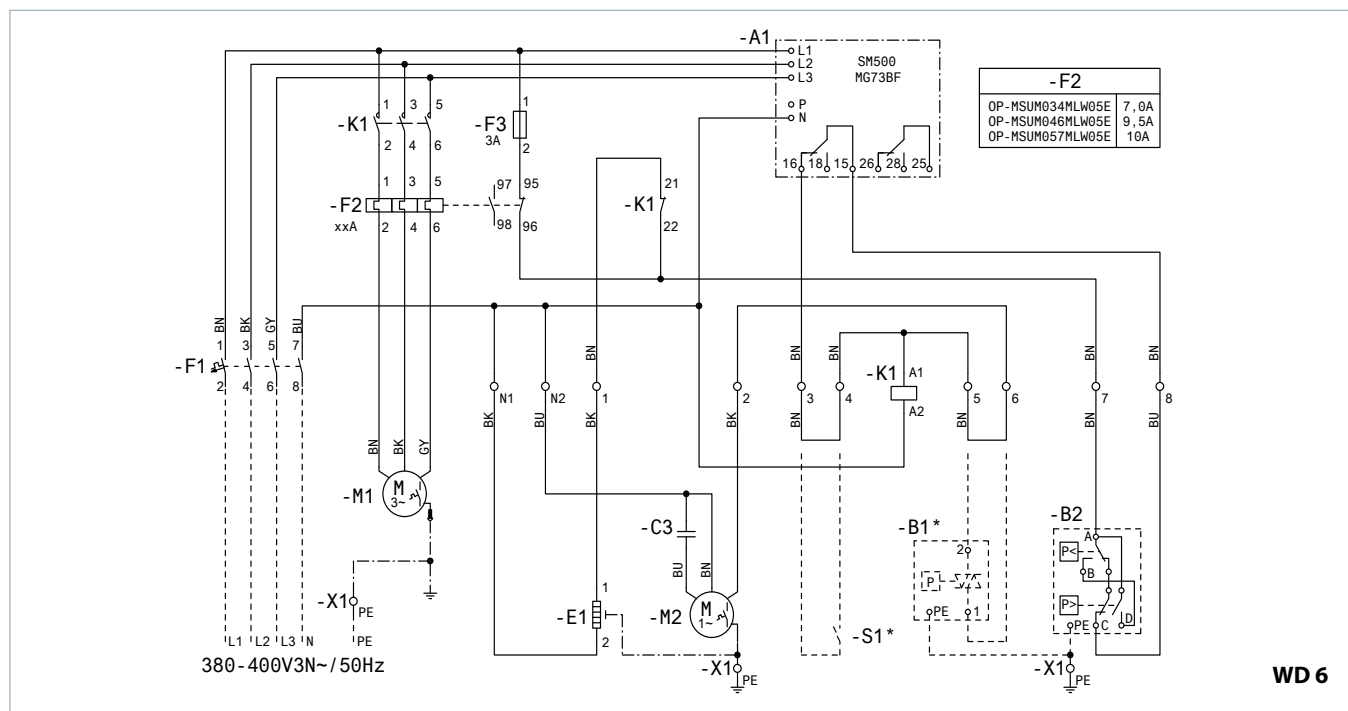 -A1
L1
L2
L3
P
N
SM500
MG73BF
16 18 15 26 28 25
-F2
OP-MSUM034MLW05E 7,0A
OP-MSUM046MLW05E 9,5A
OP-MSUM057MLW05E 10A
-K1
1 3 5
2 4 6
-F3
3A
1
2
-F2
xxA
1 3 5
2 4 6
97 95
98 96
-K1
21
22
BN BK GY BU
-F1
1 3 5 7
2 4 6 8
BN BN BN BN BN BN BN
N1 N2 1 2 3 4
-K1
A1
A2
5 6 7 8
BK BU BK BK BN BN BN BU
BN BK GY
-M1
M
3~
-C3
BU BN
-M2
M
1~
-E1
1
2
-B1*
2
P
PE 1
-B2
A
P<
B
P>
PE C D
-S1*
-X1
PE
-X1
PE
-X1
PE
L1 L2 L3 N PE
380-400V3N~/50Hz
WD 6